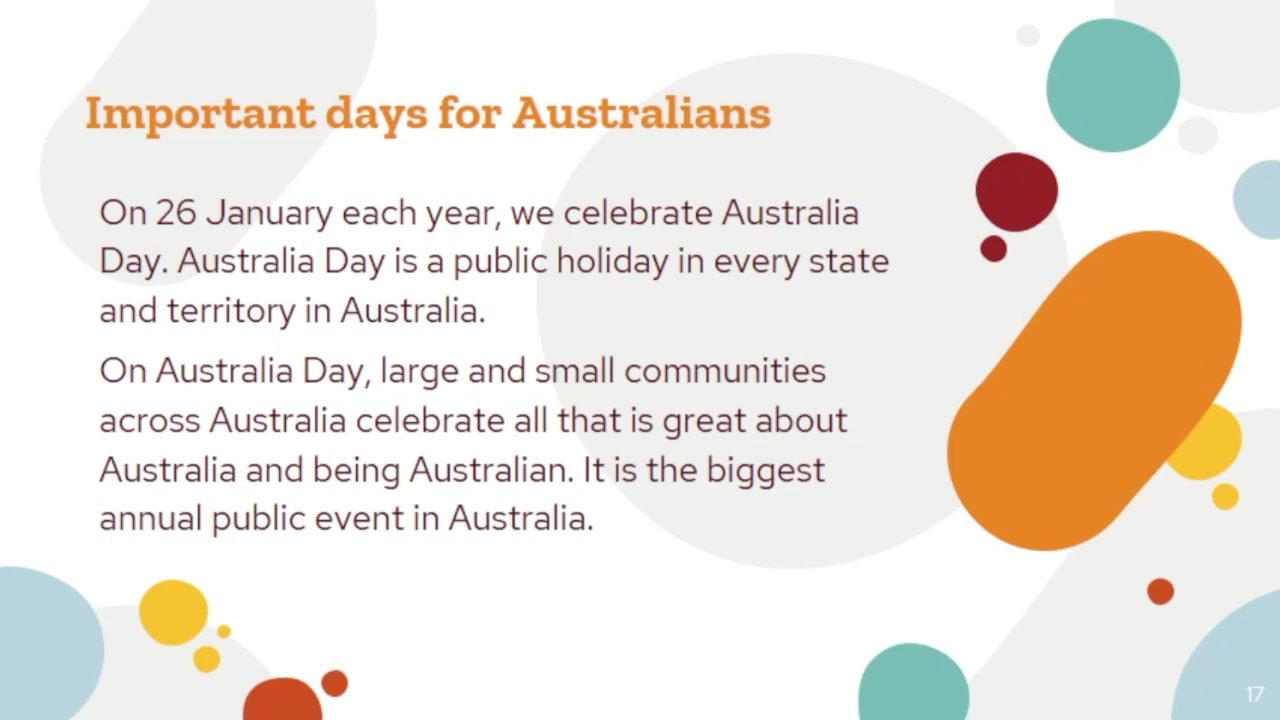 Important days for Australians
On 26 January each year, we celebrate Australia
Day. Australia Day is a public holiday in every state
and territory in Australia.
On Australia Day, large and small communities
across Australia celebrate all that is great about
Australia and being Australian. It is the biggest
annual public event in Australia.
17